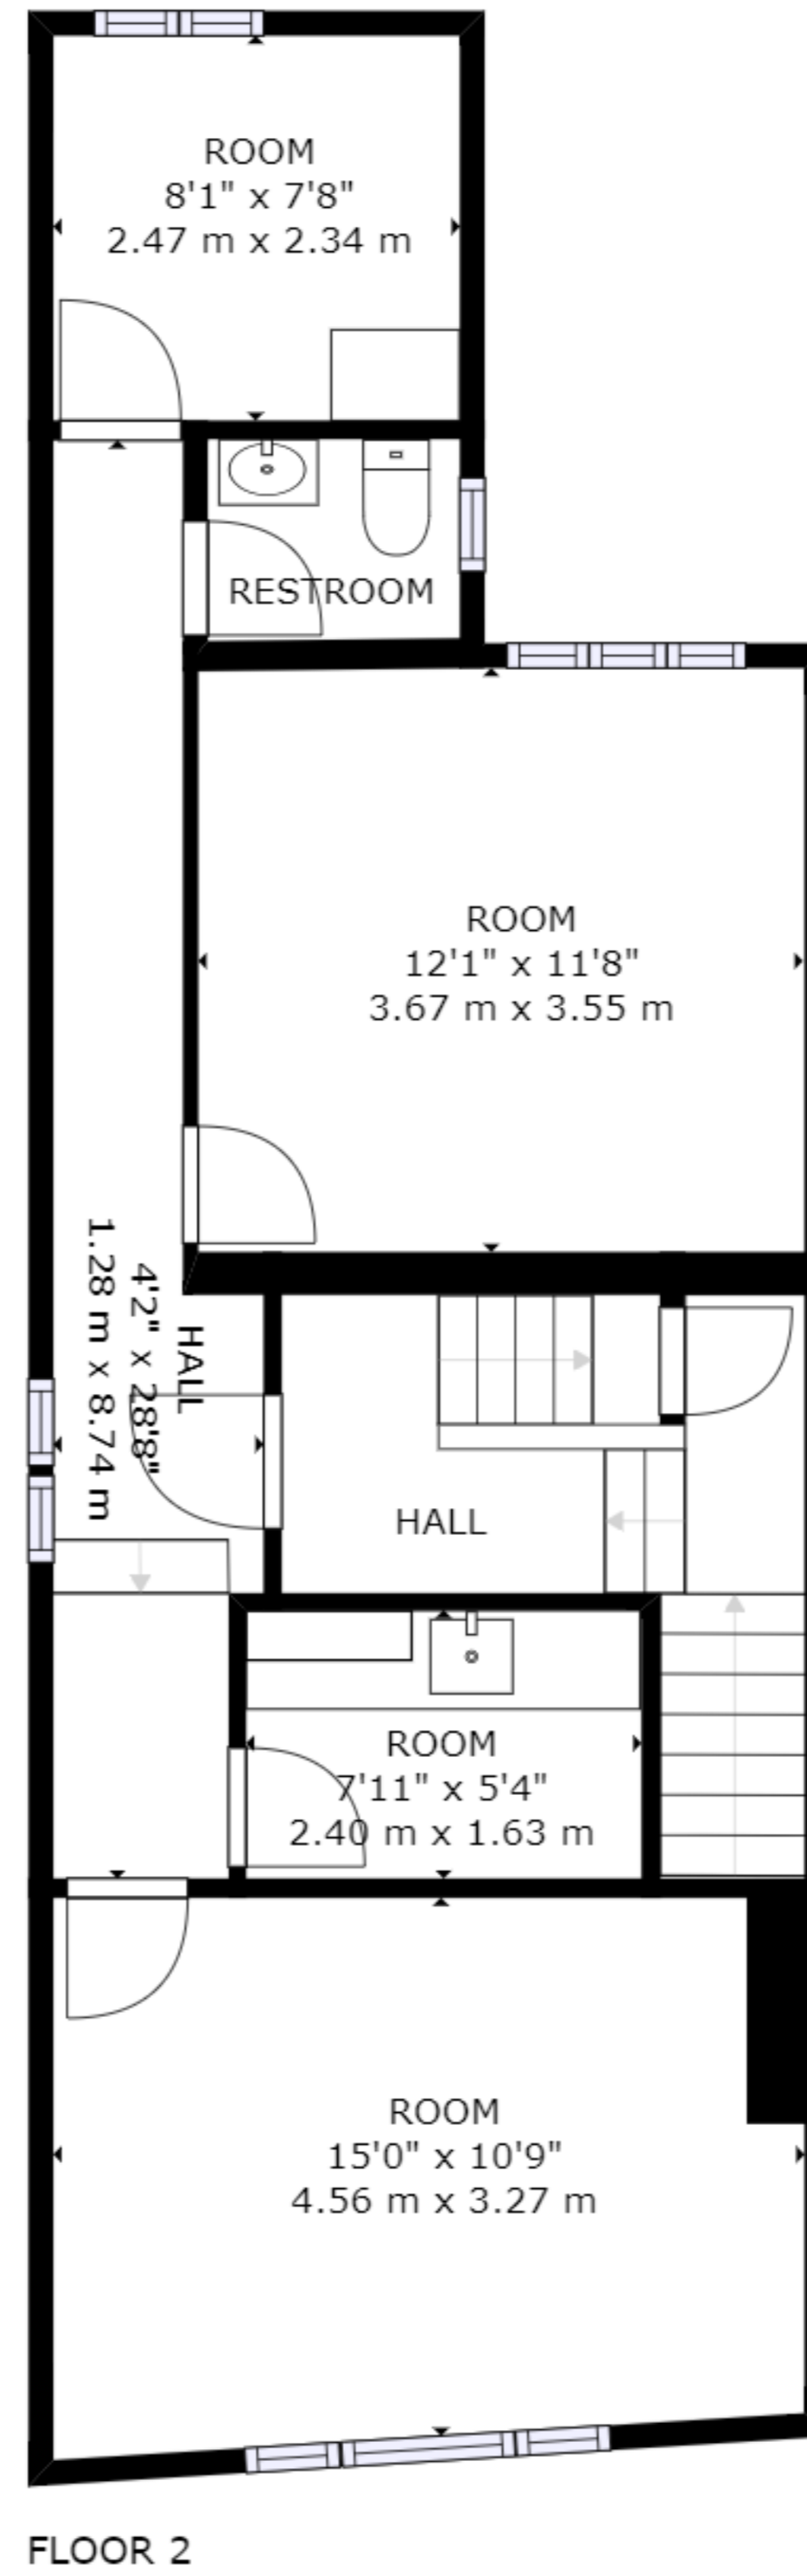 ROOM
8'1" x 7'8"
2.47 m x 2.34 m
RESTROOM
ROOM
12'1" x 11'8"
3.67 m x 3.55 m
HALL
4'2" x 28'8"
1.28 m x 8.74 m
HALL
ROOM
7'11" x 5'4"
2.40 m x 1.63 m
ROOM
15'0" x 10'9"
4.56 m x 3.27 m
FLOOR 2